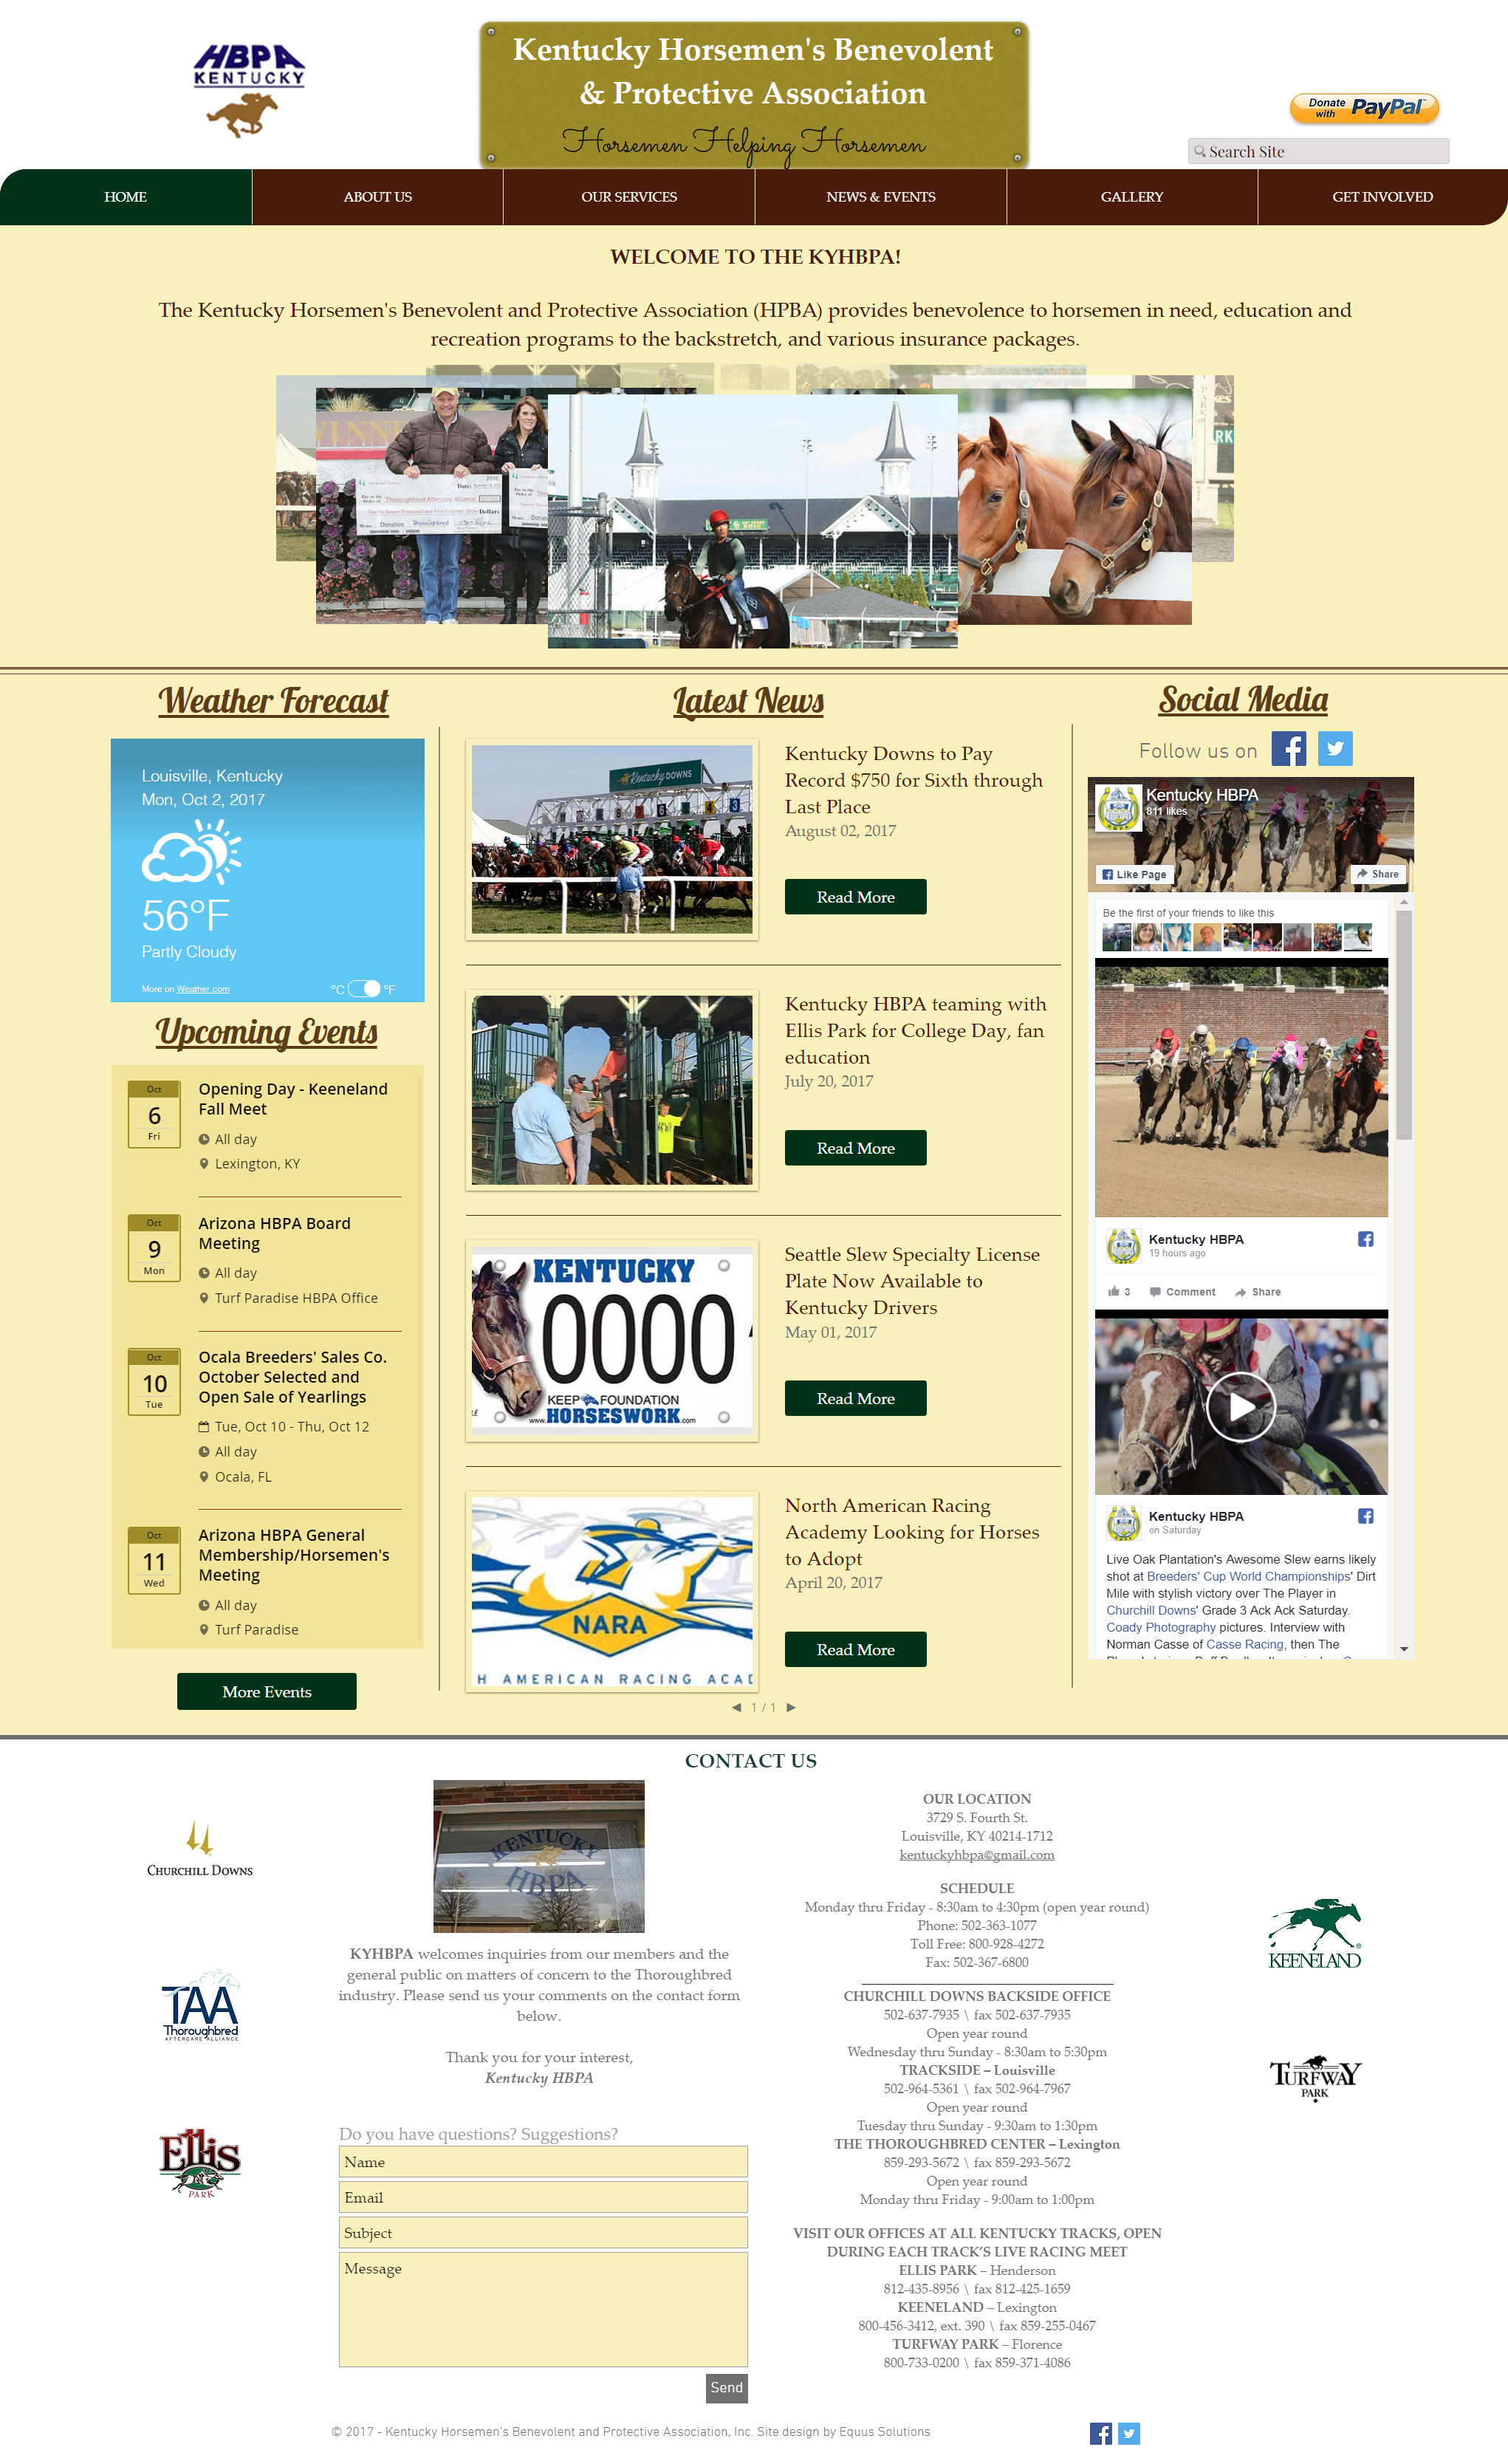 HBPA
KENTUCKY
Kentucky Horsemen's Benevolent
& Protective Association
Horsemen Helping Horsemen
Donate with PayPal
Search Site
HOME
ABOUT US
OUR SERVICES
NEWS & EVENTS
GALLERY
GET INVOLVED
WELCOME TO THE KYHBPA!
The Kentucky Horsemen's Benevolent and Protective Association (HPBA) provides benevolence to horsemen in need, education and
recreation programs to the backstretch, and various insurance packages.
Weather Forecast
Louisville, Kentucky
Mon, Oct 2, 2017
56°F
Partly Cloudy
More on Weather.com
°C °F
Upcoming Events
Oct
6
Fri
Opening Day - Keeneland
Fall Meet
All day
Lexington, KY
Oct
9
Mon
Arizona HBPA Board
Meeting
All day
Turf Paradise HBPA Office
Oct
10
Tue
Ocala Breeders' Sales Co.
October Selected and
Open Sale of Yearlings
Tue, Oct 10 - Thu, Oct 12
All day
Ocala, FL
Oct
11
Wed
Arizona HBPA General
Membership/Horsemen's
Meeting
All day
Turf Paradise
More Events
Latest News
Kentucky DOWNS
Kentucky Downs to Pay
Record $750 for Sixth through
Last Place
August 02, 2017
Read More
Kentucky HBPA teaming with
Ellis Park for College Day, fan
education
July 20, 2017
Read More
KENTUCKY
0000
KEEP FOUNDATION
www.HORSESWORK.com
Seattle Slew Specialty License
Plate Now Available to
Kentucky Drivers
May 01, 2017
Read More
NARA
H AMERICAN RACING ACAD
North American Racing
Academy Looking for Horses
to Adopt
April 20, 2017
Read More
1 / 1
Social Media
Follow us on
Kentucky HBPA
811 likes
Like Page
Share
Be the first of your friends to like this
Kentucky HBPA
19 hours ago
3 Comment Share
Kentucky HBPA
on Saturday
Live Oak Plantation's Awesome Slew earns likely
shot at Breeders' Cup World Championships' Dirt
Mile with stylish victory over The Player in
Churchill Downs' Grade 3 Ack Ack Saturday.
Coady Photography pictures. Interview with
Norman Casse of Casse Racing, then The
CONTACT US
CHURCHILL DOWNS
TAA
Thoroughbred
AFTERCARE ALLIANCE
Ellis
PARK
KENTUCKY
HBPA
KYHBPA welcomes inquiries from our members and the
general public on matters of concern to the Thoroughbred
industry. Please send us your comments on the contact form
below.
Thank you for your interest,
Kentucky HBPA
Do you have questions? Suggestions?
Name
Email
Subject
Message
Send
OUR LOCATION
3729 S. Fourth St.
Louisville, KY 40214-1712
kentuckyhbpa@gmail.com
SCHEDULE
Monday thru Friday - 8:30am to 4:30pm (open year round)
Phone: 502-363-1077
Toll Free: 800-928-4272
Fax: 502-367-6800
CHURCHILL DOWNS BACKSIDE OFFICE
502-637-7935 \ fax 502-637-7935
Open year round
Wednesday thru Sunday - 8:30am to 5:30pm
TRACKSIDE – Louisville
502-964-5361 \ fax 502-964-7967
Open year round
Tuesday thru Sunday - 9:30am to 1:30pm
THE THOROUGHBRED CENTER – Lexington
859-293-5672 \ fax 859-293-5672
Open year round
Monday thru Friday - 9:00am to 1:00pm
VISIT OUR OFFICES AT ALL KENTUCKY TRACKS, OPEN
DURING EACH TRACK'S LIVE RACING MEET
ELLIS PARK – Henderson
812-435-8956 \ fax 812-425-1659
KEENELAND – Lexington
800-456-3412, ext. 390 \ fax 859-255-0467
TURFWAY PARK – Florence
800-733-0200 \ fax 859-371-4086
KEENELAND
TURFWAY
PARK
© 2017 - Kentucky Horsemen's Benevolent and Protective Association, Inc. Site design by Equus Solutions